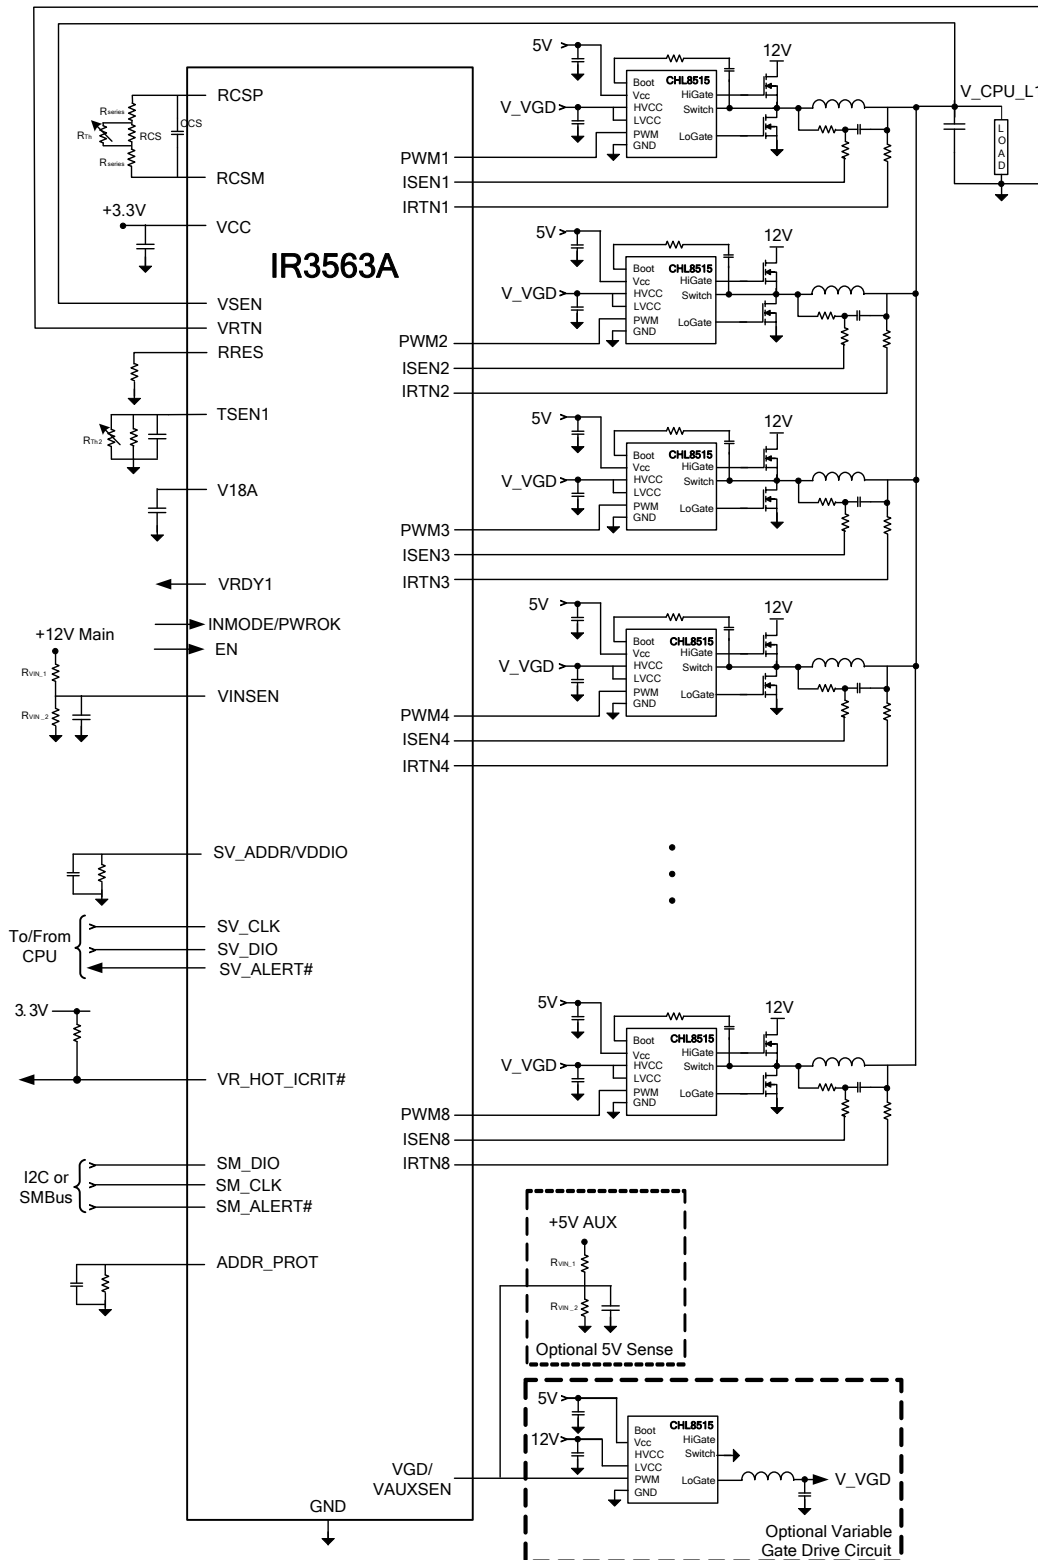 RCSP
Rseries
RTh
RCS
CCS
Rseries
RCSM
+3.3V
VCC
IR3563A
VSEN
VRTN
RRES
TSEN1
RTh2
V18A
VRDY1
INMODE/PWROK
EN
+12V Main
RVIN_1
VINSEN
RVIN_2
SV_ADDR/VDDIO
To/From
CPU
SV_CLK
SV_DIO
SV_ALERT#
3.3V
VR_HOT_ICRIT#
I2C or
SMBus
SM_DIO
SM_CLK
SM_ALERT#
ADDR_PROT
VGD/
VAUXSEN
GND
5V
V_VGD
Boot
CHL8515
Vcc
HiGate
HVCC
Switch
LVCC
PWM
LoGate
GND
12V
V_CPU_L1
LOAD
PWM1
ISEN1
IRTN1
5V
V_VGD
Boot
CHL8515
Vcc
HiGate
HVCC
Switch
LVCC
PWM
LoGate
GND
12V
PWM2
ISEN2
IRTN2
5V
V_VGD
Boot
CHL8515
Vcc
HiGate
HVCC
Switch
LVCC
PWM
LoGate
GND
12V
PWM3
ISEN3
IRTN3
5V
V_VGD
Boot
CHL8515
Vcc
HiGate
HVCC
Switch
LVCC
PWM
LoGate
GND
12V
PWM4
ISEN4
IRTN4
5V
V_VGD
Boot
CHL8515
Vcc
HiGate
HVCC
Switch
LVCC
PWM
LoGate
GND
12V
PWM8
ISEN8
IRTN8
+5V AUX
RVIN_1
RVIN_2
Optional 5V Sense
5V
12V
Boot
CHL8515
Vcc
HiGate
HVCC
Switch
LVCC
PWM
LoGate
GND
V_VGD
Optional Variable
Gate Drive Circuit